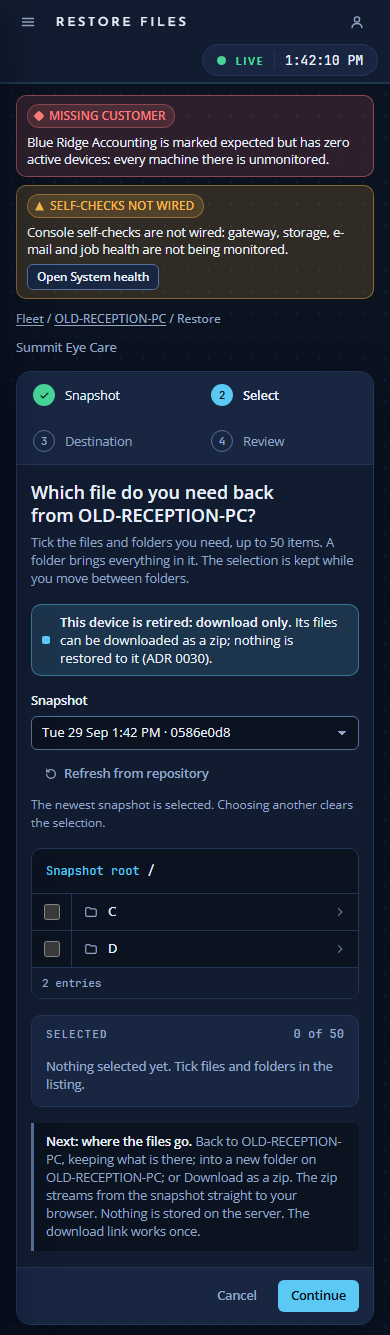 RESTORE FILES
LIVE 1:42:10 PM
MISSING CUSTOMER
Blue Ridge Accounting is marked expected but has zero
active devices: every machine there is unmonitored.
SELF-CHECKS NOT WIRED
Console self-checks are not wired: gateway, storage, e-
mail and job health are not being monitored.
Open System health
Fleet / OLD-RECEPTION-PC / Restore
Summit Eye Care
Snapshot
2 Select
3 Destination
4 Review
Which file do you need back
from OLD-RECEPTION-PC?
Tick the files and folders you need, up to 50 items. A
folder brings everything in it. The selection is kept while
you move between folders.
This device is retired: download only. Its files
can be downloaded as a zip; nothing is
restored to it (ADR 0030).
Snapshot
Tue 29 Sep 1:42 PM · 0586e0d8
Refresh from repository
The newest snapshot is selected. Choosing another clears
the selection.
Snapshot root /
C
D
2 entries
SELECTED 0 of 50
Nothing selected yet. Tick files and folders in the
listing.
Next: where the files go. Back to OLD-RECEPTION-
PC, keeping what is there; into a new folder on
OLD-RECEPTION-PC; or Download as a zip. The zip
streams from the snapshot straight to your
browser. Nothing is stored on the server. The
download link works once.
Cancel
Continue